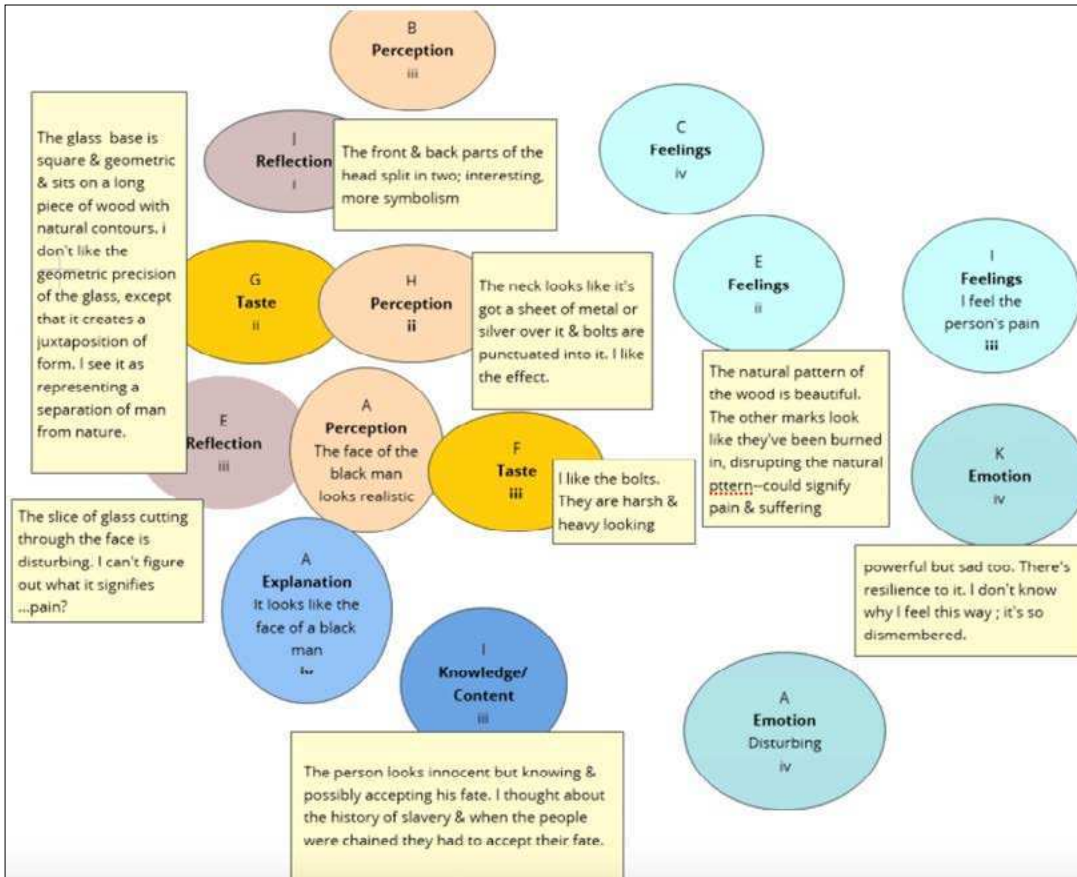 B
Perception
iii
The glass base is
square & geometric
& sits on a long
piece of wood with
natural contours. i
don't like the
geometric precision
of the glass, except
that it creates a
juxtaposition of
form. I see it as
representing a
separation of man
from nature.
J
Reflection
i
The front & back parts of the
head split in two; interesting,
more symbolism
C
Feelings
iv
G
Taste
ii
H
Perception
ii
The neck looks like it's
got a sheet of metal or
silver over it & bolts are
punctuated into it. I like
the effect.
E
Feelings
ii
I
Feelings
I feel the
person's pain
iii
The natural pattern of
the wood is beautiful.
The other marks look
like they've been burned
in, disrupting the natural
pttern--could signify
pain & suffering
E
Reflection
iii
A
Perception
The face of the
black man
looks realistic
F
Taste
iii
I like the bolts.
They are harsh &
heavy looking
K
Emotion
iv
The slice of glass cutting
through the face is
disturbing. I can't figure
out what it signifies
...pain?
A
Explanation
It looks like the
face of a black
man
iv
powerful but sad too. There's
resilience to it. I don't know
why I feel this way ; it's so
dismembered.
I
Knowledge/
Content
iii
A
Emotion
Disturbing
iv
The person looks innocent but knowing &
possibly accepting his fate. I thought about
the history of slavery & when the people
were chained they had to accept their fate.